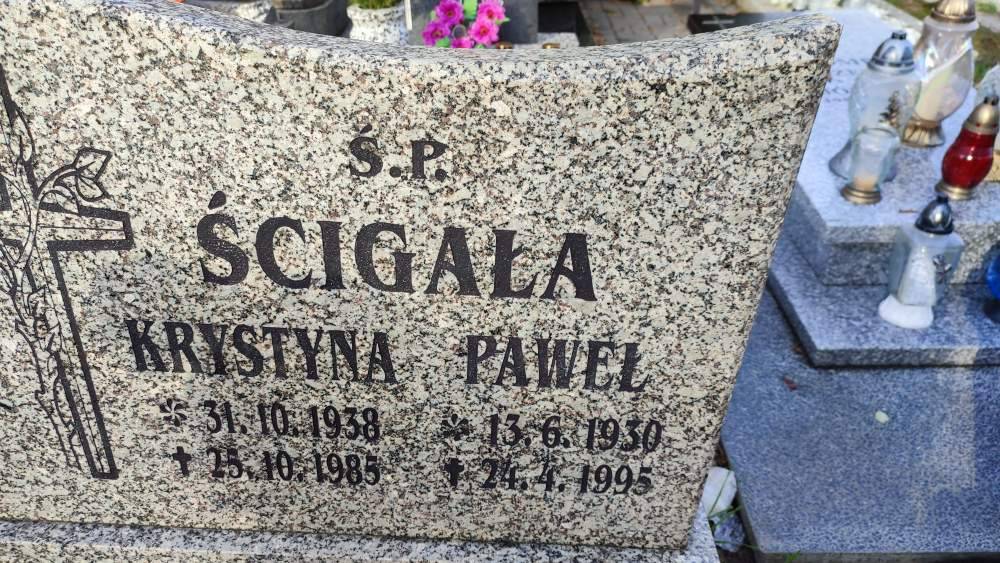 Ś.P.
ŚCIGAŁA
KRYSTYNA PAWEŁ
* 31.10.1938 * 13.6.1930
✝ 25.10.1985 ✝ 24.4.1995